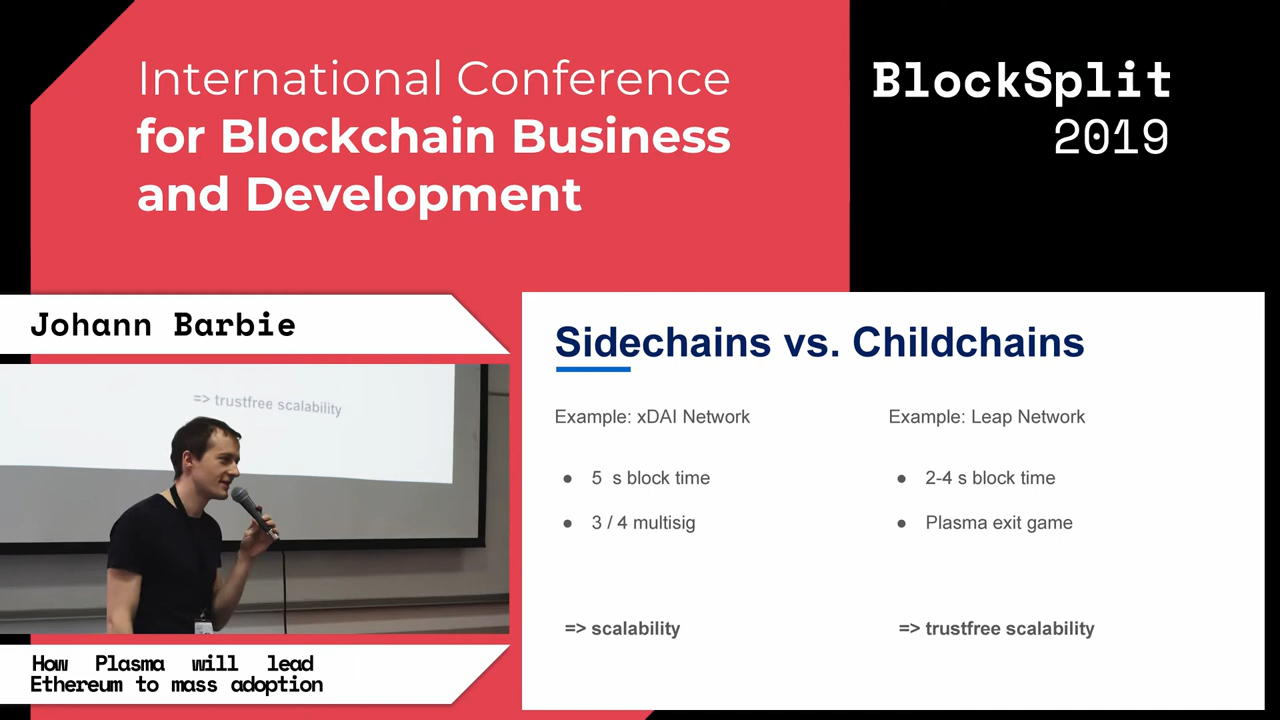 International Conference
for Blockchain Business
and Development
BlockSplit
2019
Johann Barbie
=> trustfree scalability
How Plasma will lead
Ethereum to mass adoption
Sidechains vs. Childchains
Example: xDAI Network
● 5 s block time
● 3 / 4 multisig
=> scalability
Example: Leap Network
● 2-4 s block time
● Plasma exit game
=> trustfree scalability